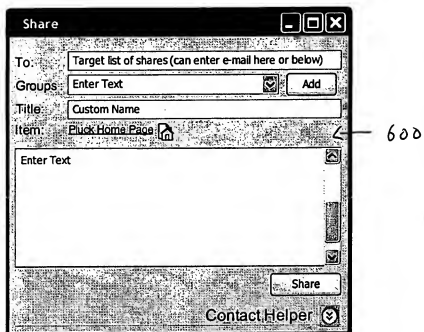 Share
To: Target list of shares (can enter e-mail here or below)
Groups: Enter Text Add
Title: Custom Name
Item: Pluck Home Page
600
Enter Text
Share
Contact Helper